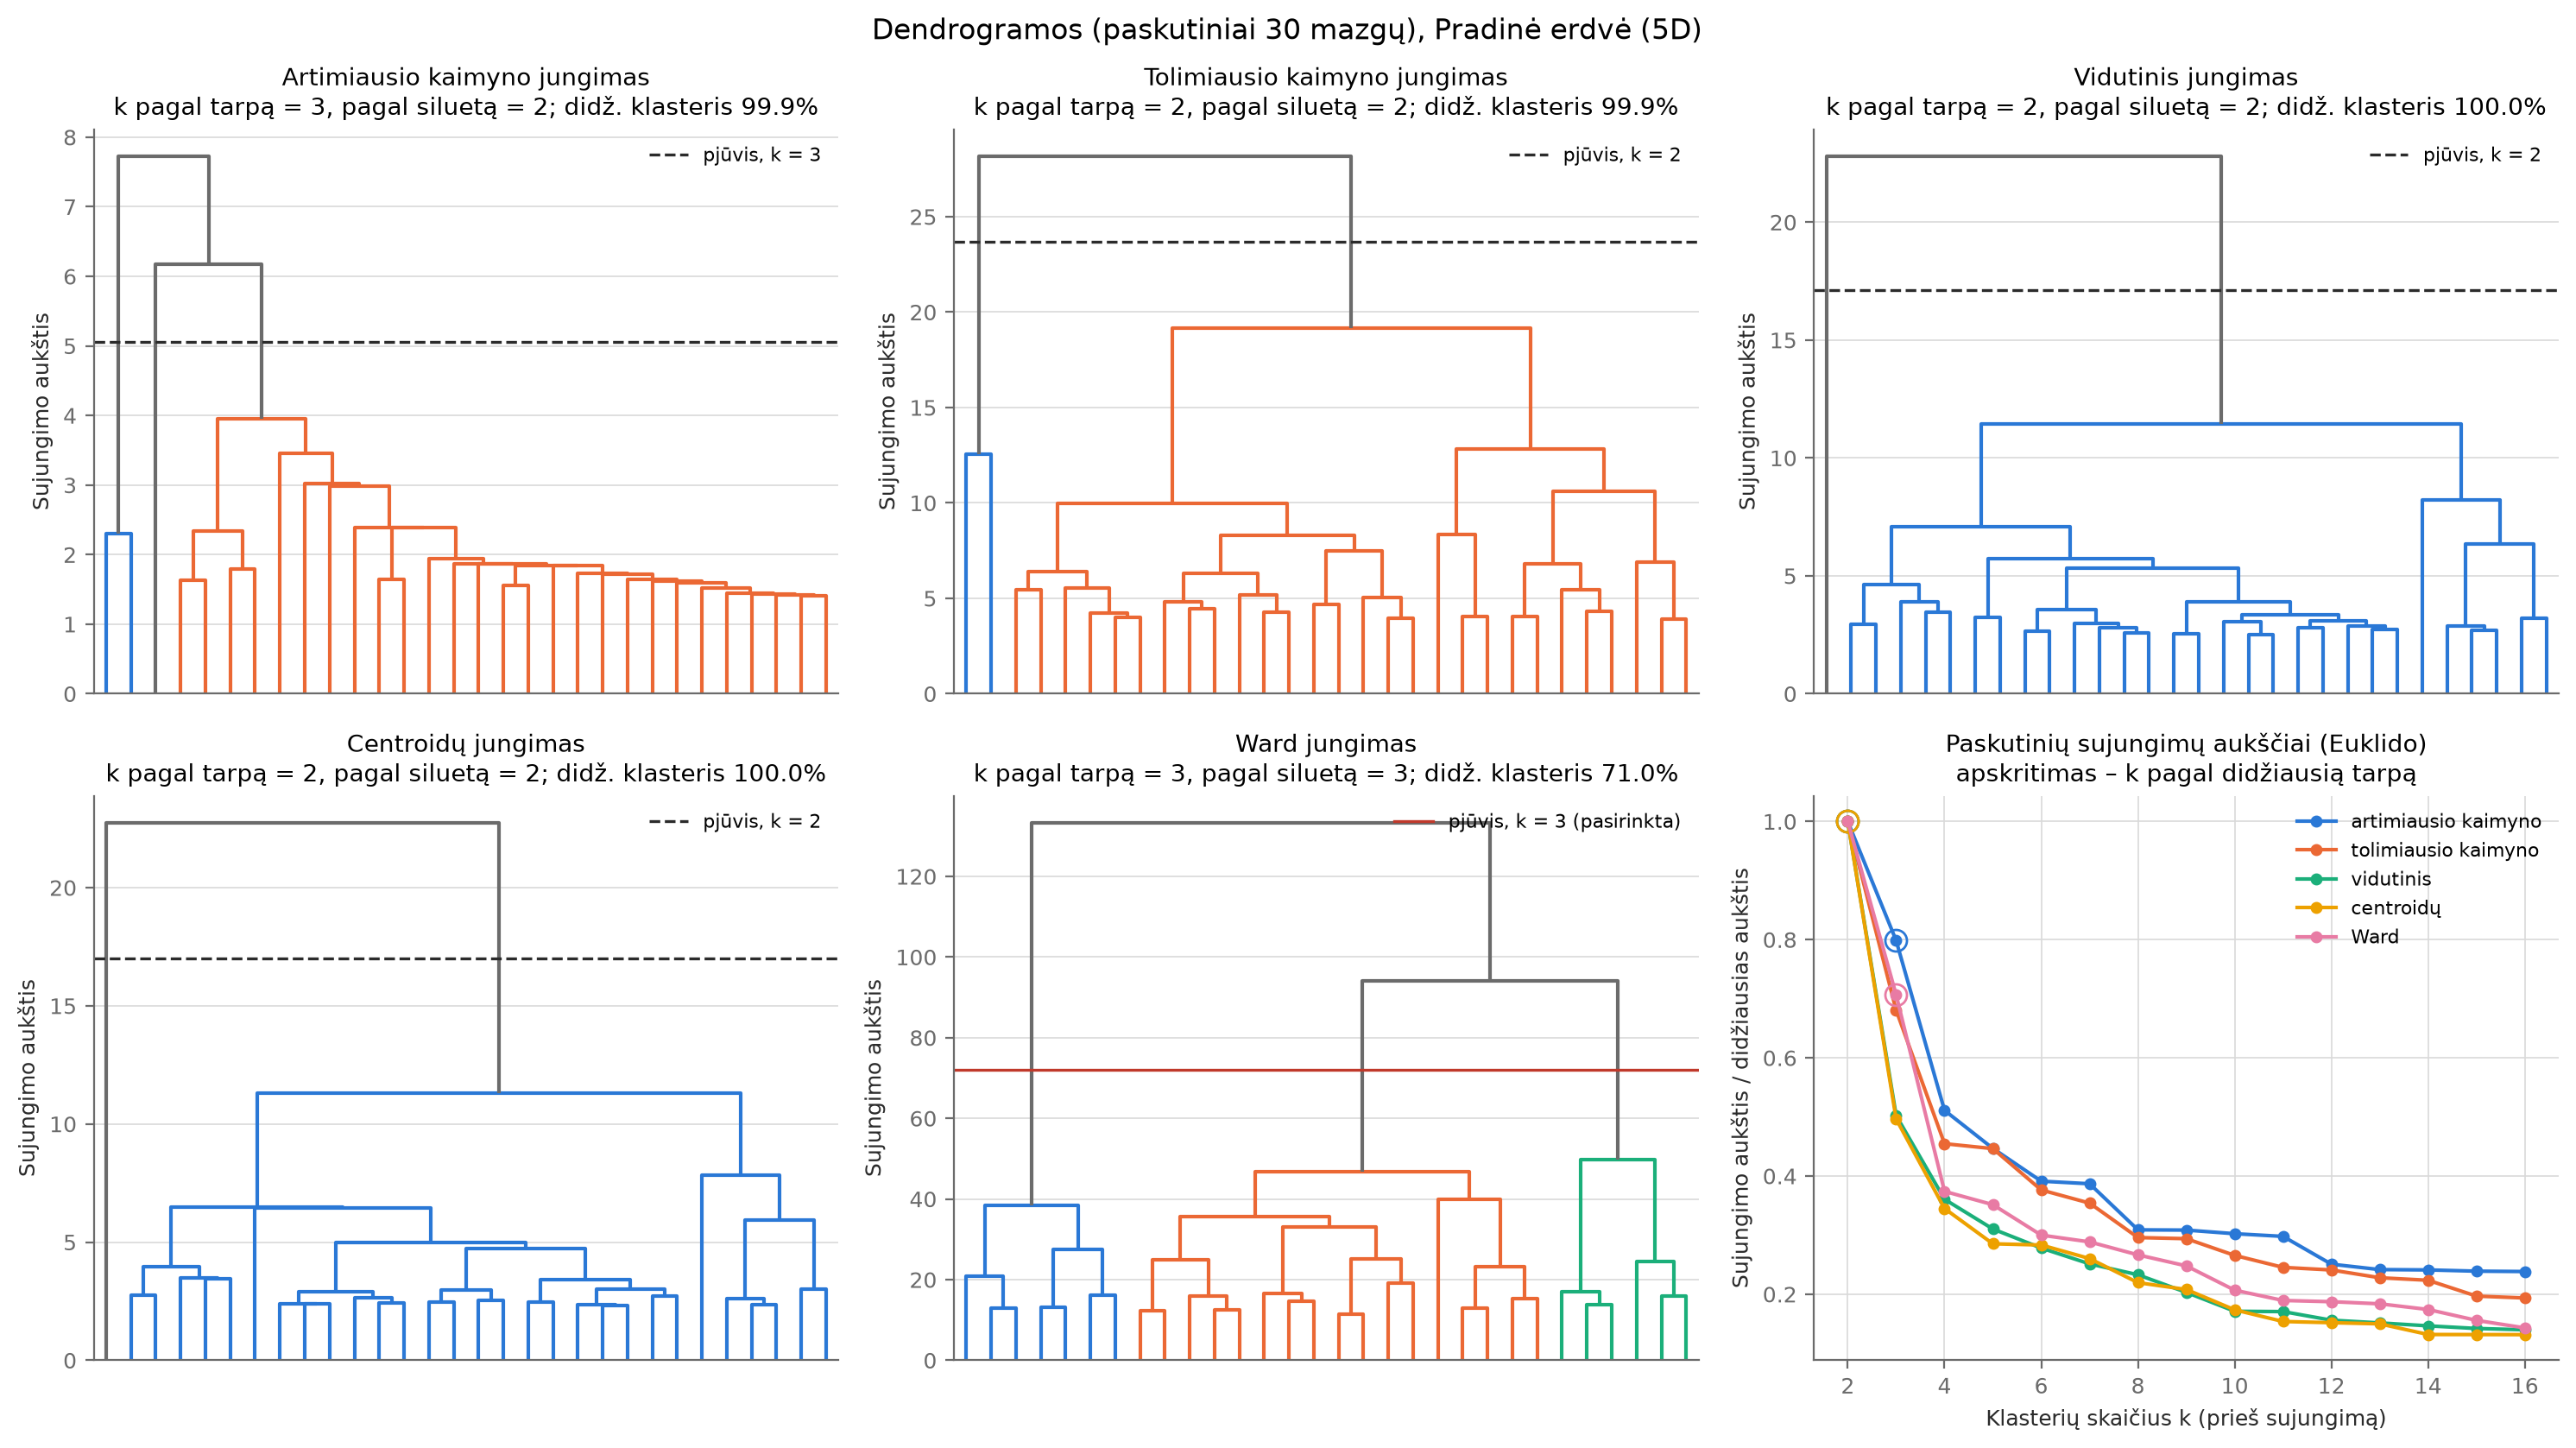 Dendrogramos (paskutiniai 30 mazgų), Pradinė erdvė (5D)
Artimiausio kaimyno jungimas
k pagal tarpą = 3, pagal siluetą = 2; didž. klasteris 99.9%
pjūvis, k = 3
Sujungimo aukštis
8
7
6
5
4
3
2
1
0
Tolimiausio kaimyno jungimas
k pagal tarpą = 2, pagal siluetą = 2; didž. klasteris 99.9%
pjūvis, k = 2
Sujungimo aukštis
25
20
15
10
5
0
Vidutinis jungimas
k pagal tarpą = 2, pagal siluetą = 2; didž. klasteris 100.0%
pjūvis, k = 2
Sujungimo aukštis
20
15
10
5
0
Centroidų jungimas
k pagal tarpą = 2, pagal siluetą = 2; didž. klasteris 100.0%
pjūvis, k = 2
Sujungimo aukštis
20
15
10
5
0
Ward jungimas
k pagal tarpą = 3, pagal siluetą = 3; didž. klasteris 71.0%
pjūvis, k = 3 (pasirinkta)
Sujungimo aukštis
120
100
80
60
40
20
0
Paskutinių sujungimų aukščiai (Euklido)
apskritimas – k pagal didžiausią tarpą
artimiausio kaimyno
tolimiausio kaimyno
vidutinis
centroidų
Ward
Sujungimo aukštis / didžiausias aukštis
1.0
0.8
0.6
0.4
0.2
2 4 6 8 10 12 14 16
Klasterių skaičius k (prieš sujungimą)